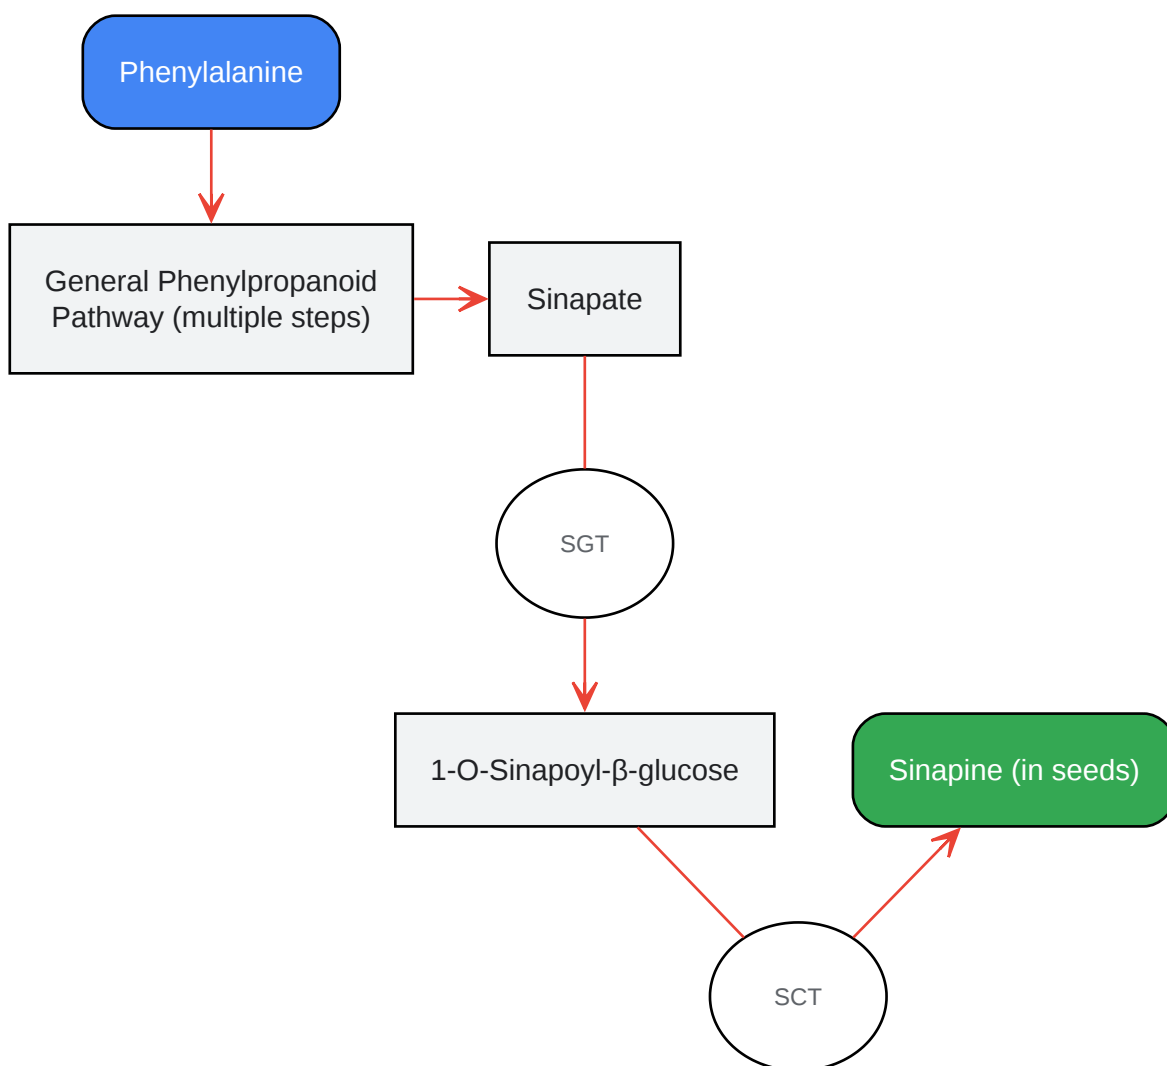 Phenylalanine
General Phenylpropanoid
Pathway (multiple steps)
Sinapate
SGT
1-O-Sinapoyl-β-glucose
Sinapine (in seeds)
SCT